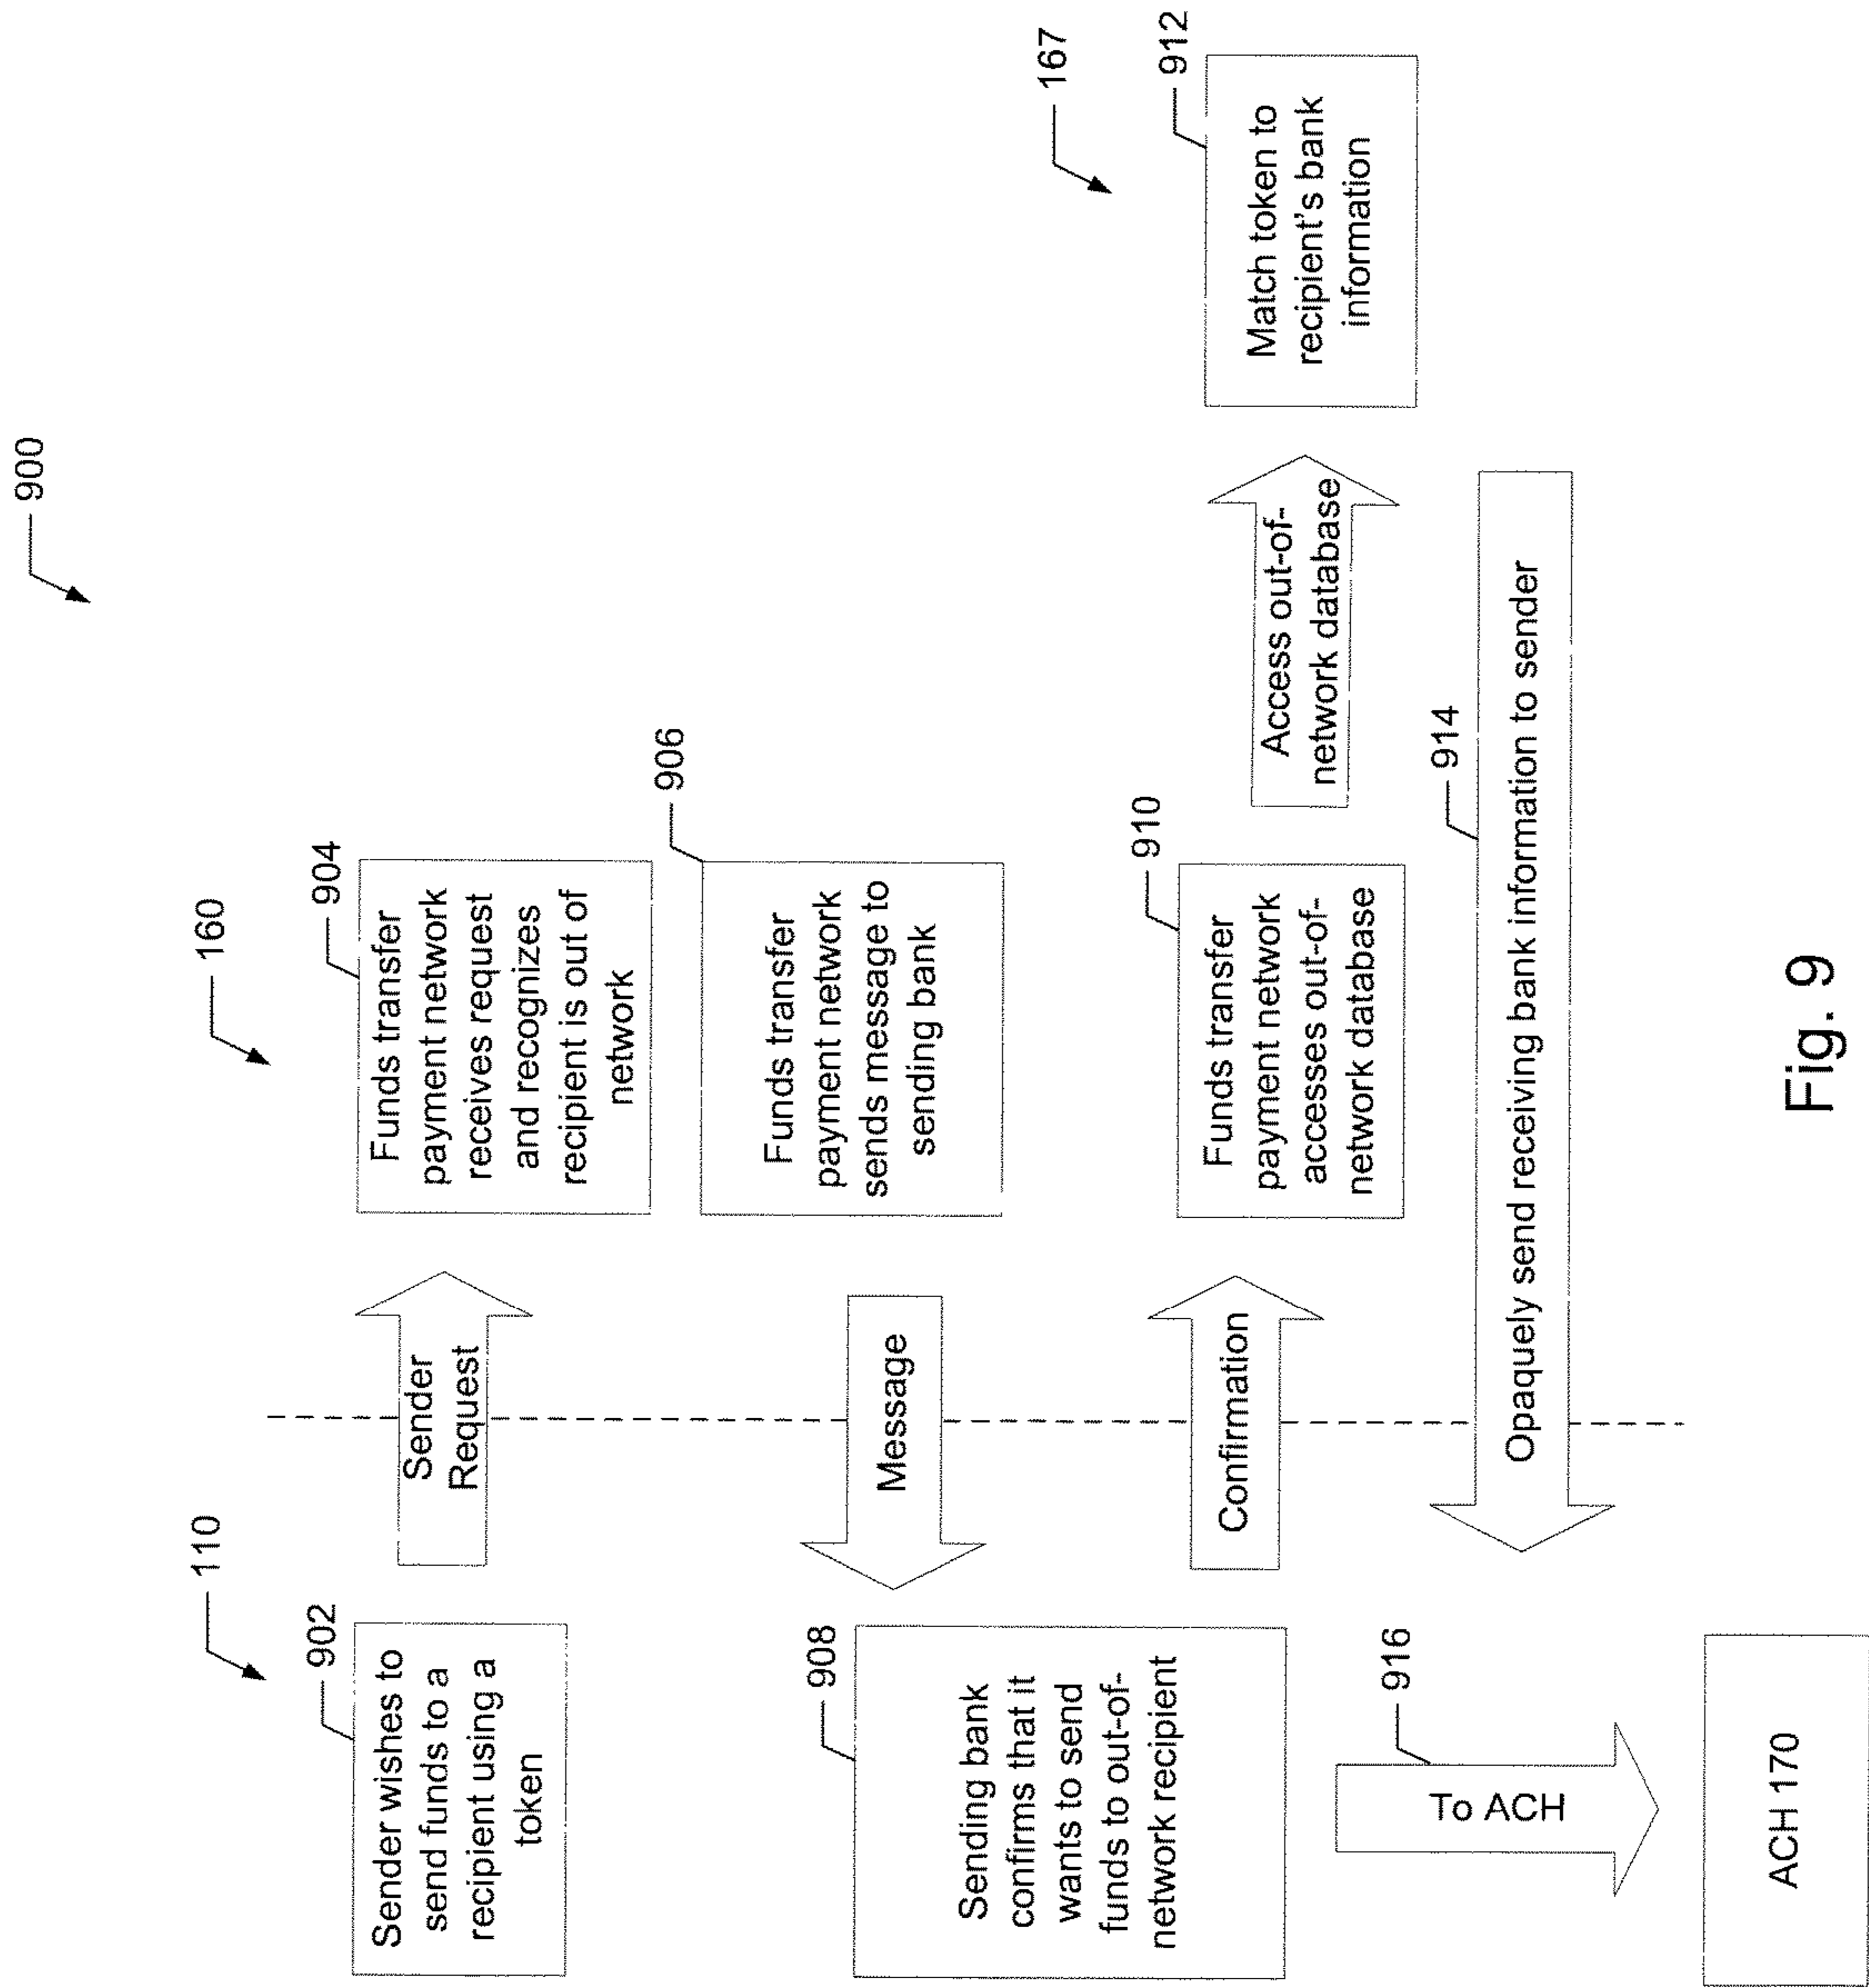 900
110
160
167
902
Sender wishes to
send funds to a
recipient using a
token
Sender
Request
904
Funds transfer
payment network
receives request
and recognizes
recipient is out of
network
906
Funds transfer
payment network
sends message to
sending bank
Message
908
Sending bank
confirms that it
wants to send
funds to out-of-
network recipient
Confirmation
910
Funds transfer
payment network
accesses out-of-
network database
Access out-of-
network database
912
Match token to
recipient's bank
information
914
Opaquely send receiving bank information to sender
916
To ACH
ACH 170
Fig. 9